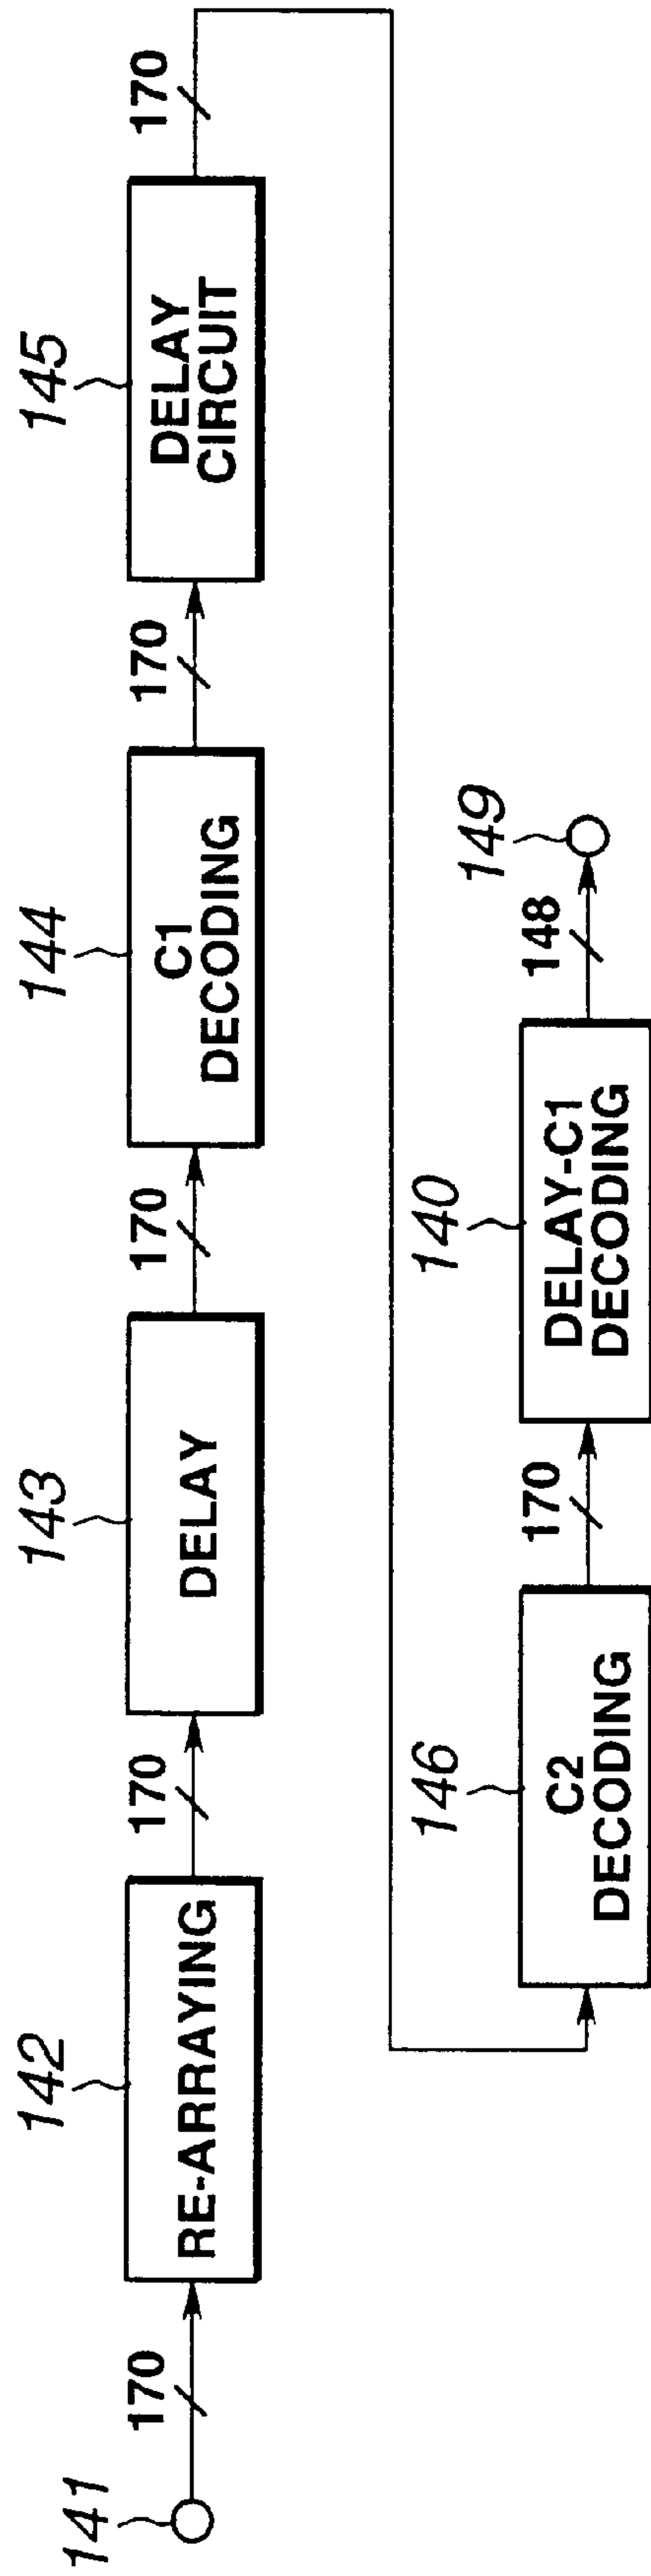 141
170
142
RE-ARRAYING
170
143
DELAY
170
144
C1
DECODING
170
145
DELAY
CIRCUIT
170
146
C2
DECODING
170
140
DELAY-C1
DECODING
148
149